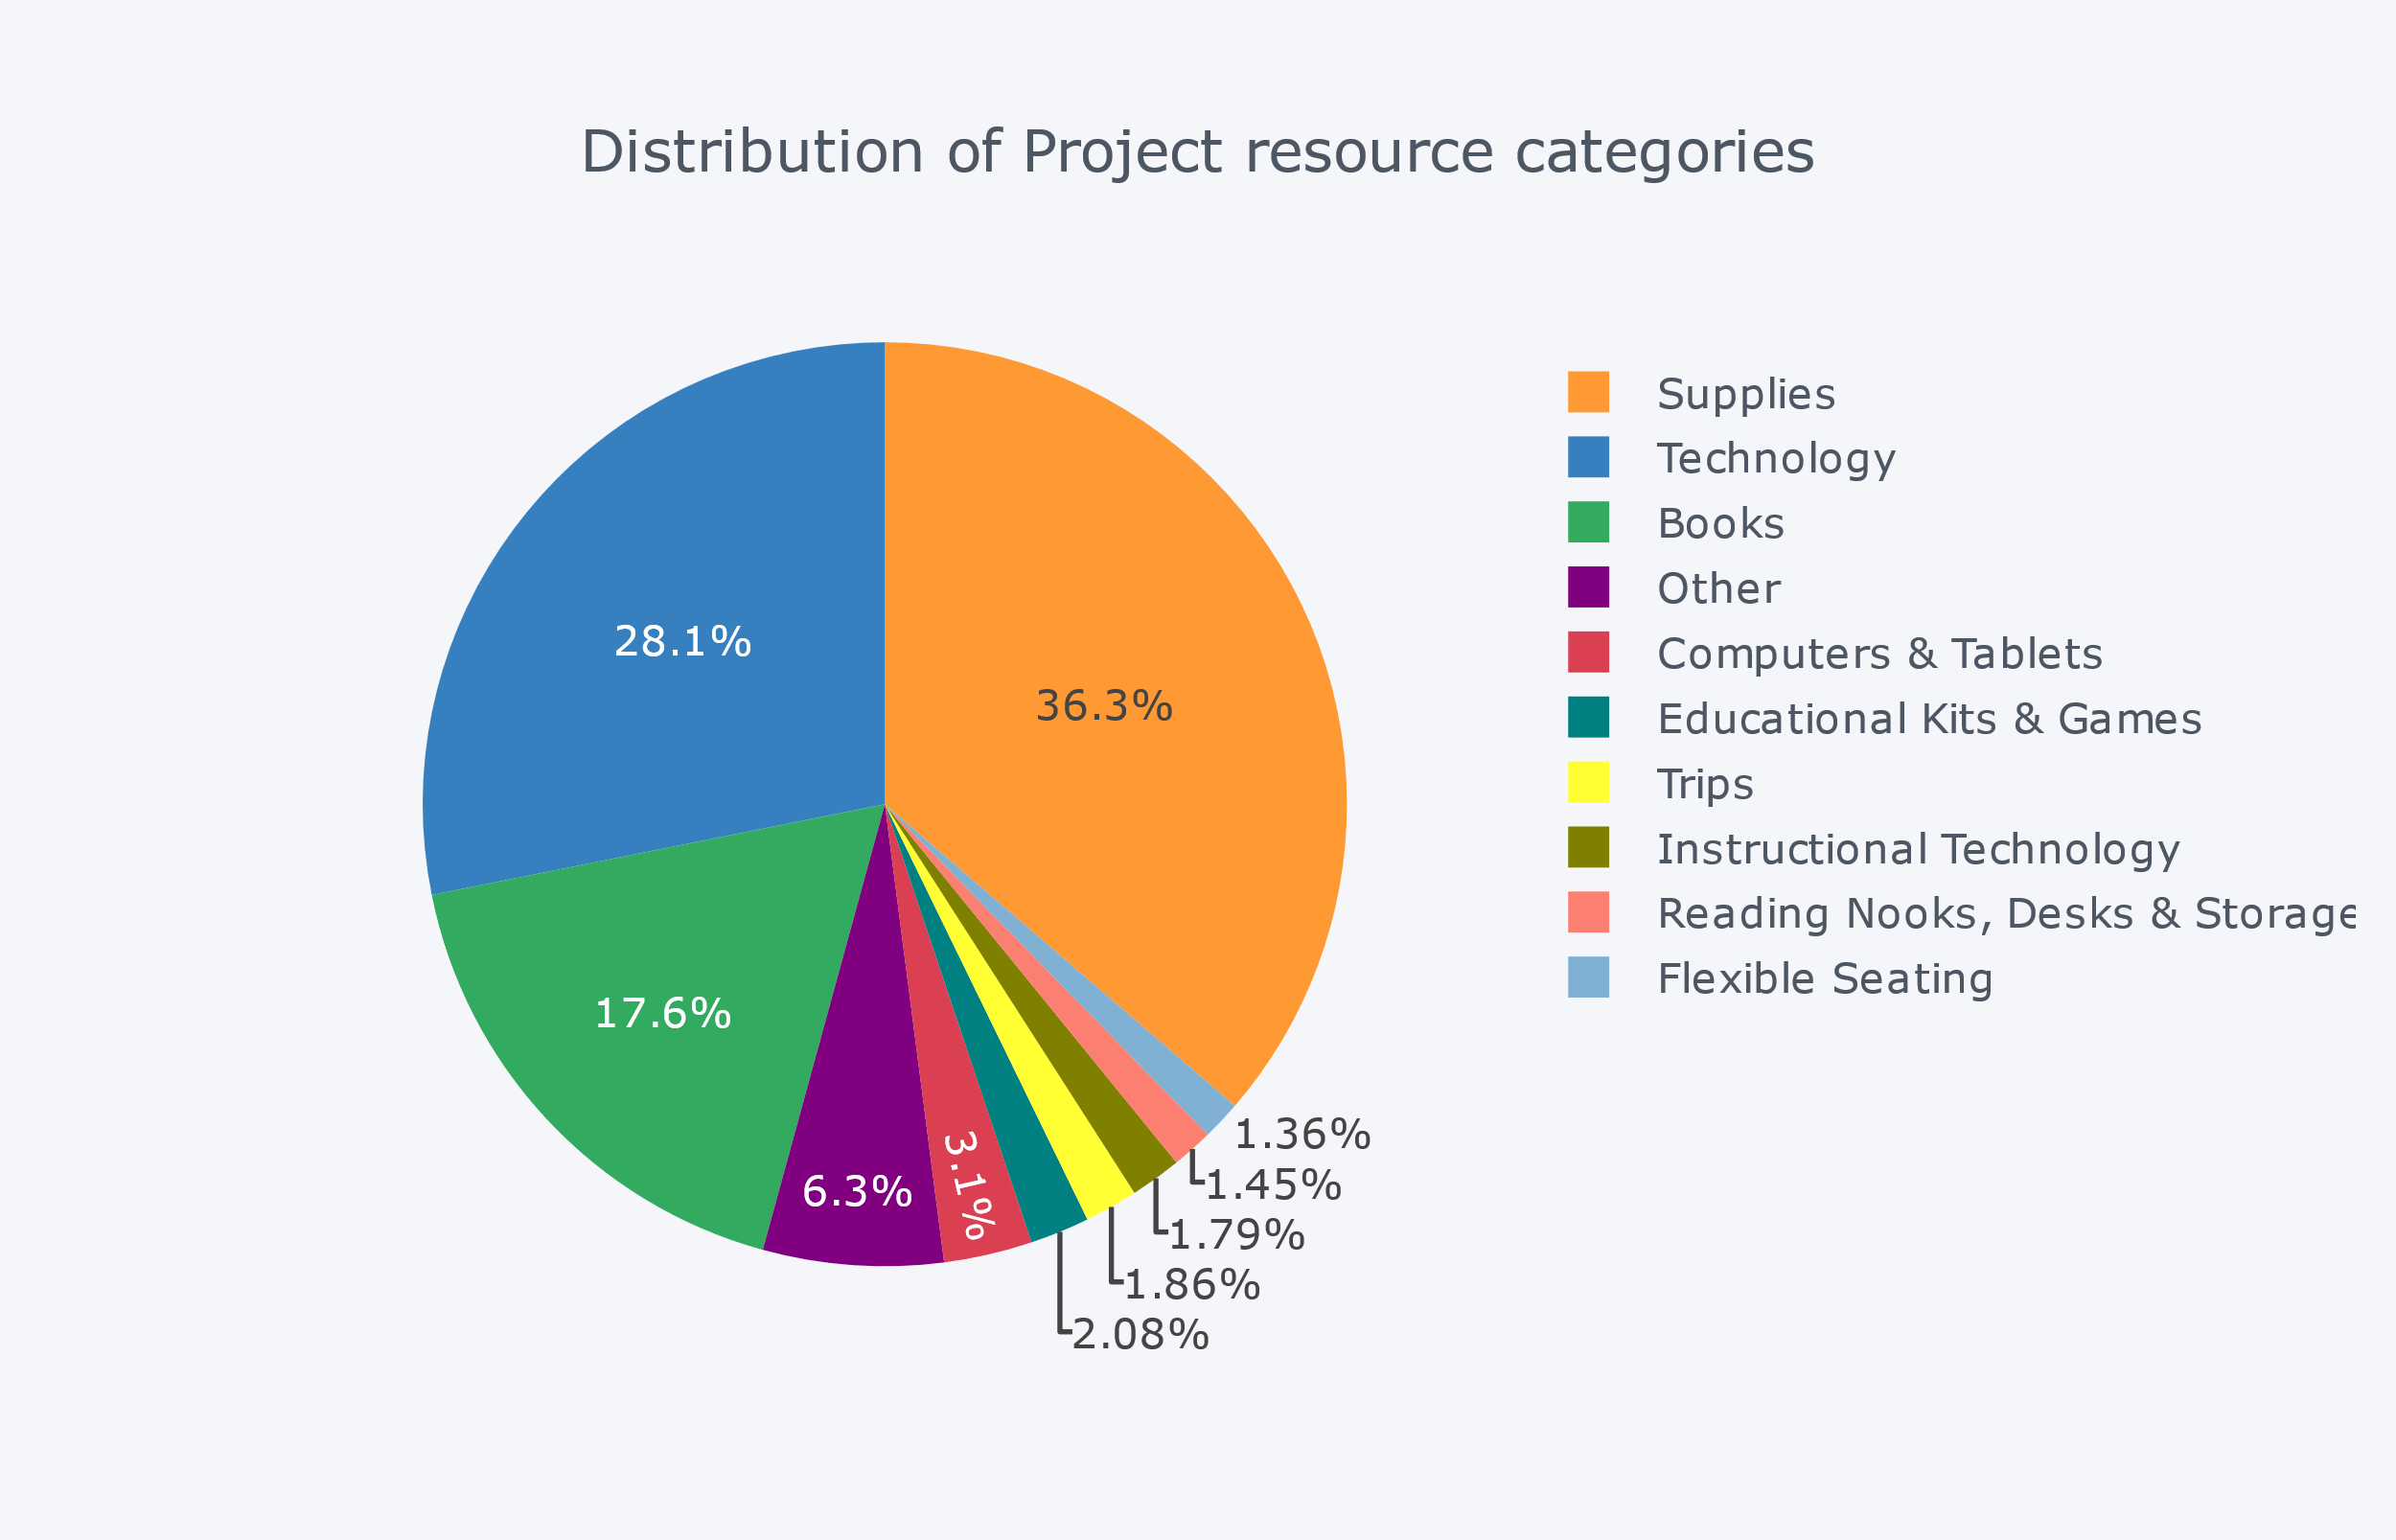 Distribution of Project resource categories
28.1%
36.3%
17.6%
6.3%
3.1%
1.36%
1.45%
1.79%
1.86%
2.08%
Supplies
Technology
Books
Other
Computers & Tablets
Educational Kits & Games
Trips
Instructional Technology
Reading Nooks, Desks & Storage
Flexible Seating